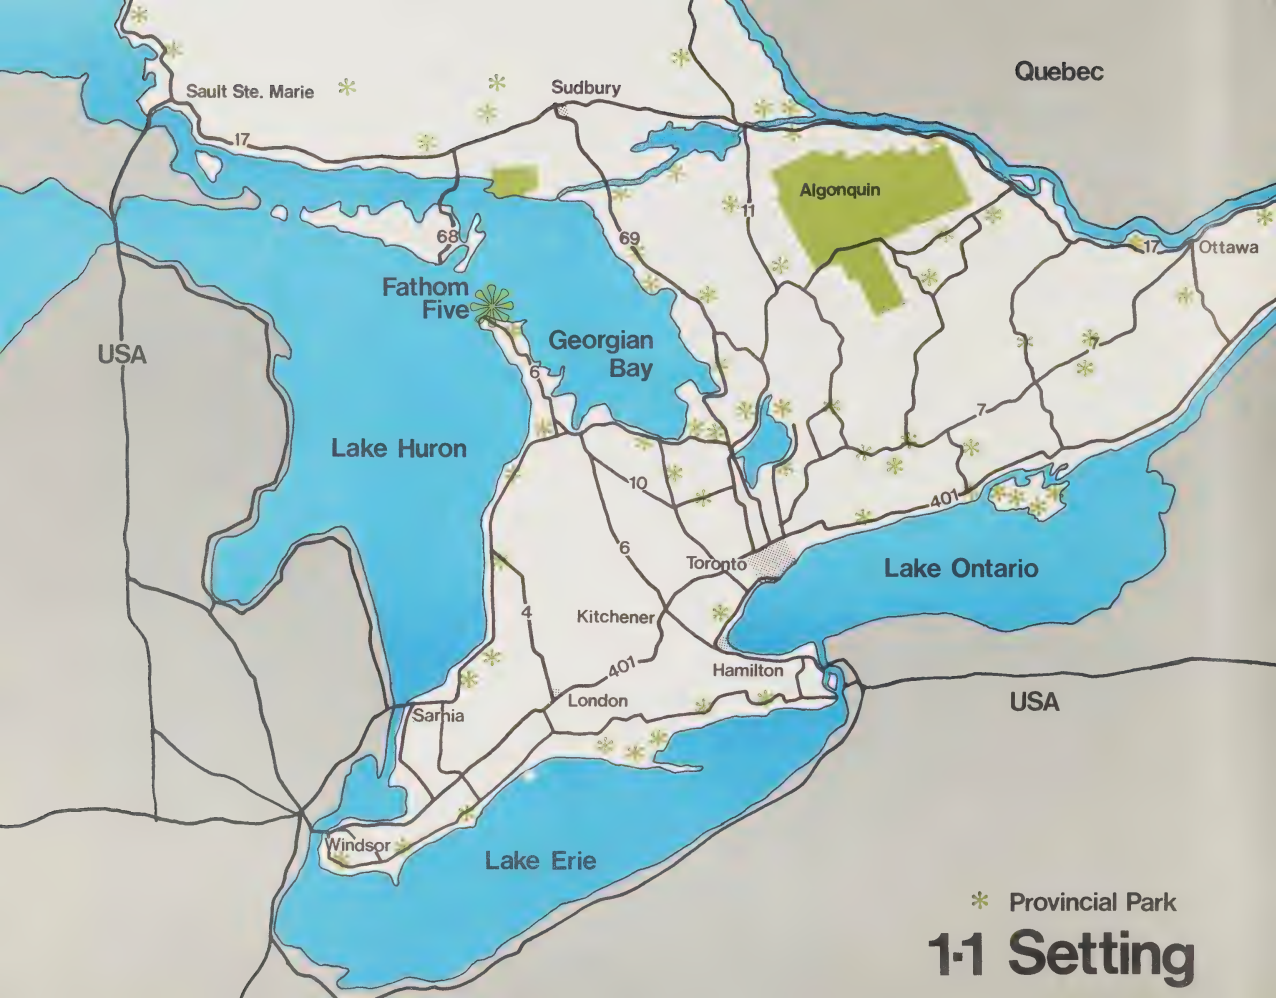 Quebec
Sault Ste. Marie
Sudbury
17
Algonquin
11
68
69
17
Ottawa
Fathom
Five
Georgian
Bay
USA
6
7
7
Lake Huron
10
401
6
Toronto
Lake Ontario
4
Kitchener
401
Hamilton
London
Sarnia
USA
Windsor
Lake Erie
Provincial Park
1·1 Setting